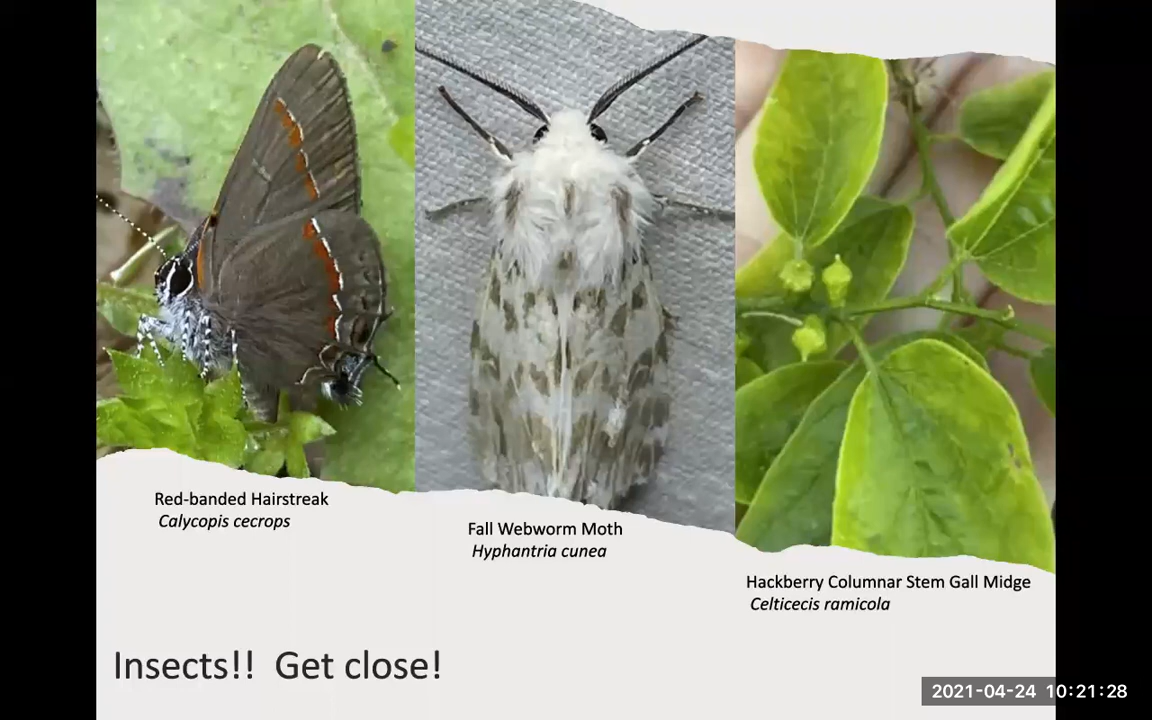 Red-banded Hairstreak
Calycopis cecrops
Fall Webworm Moth
Hyphantria cunea
Hackberry Columnar Stem Gall Midge
Celticecis ramicola
Insects!! Get close!
2021-04-24 10:21:28